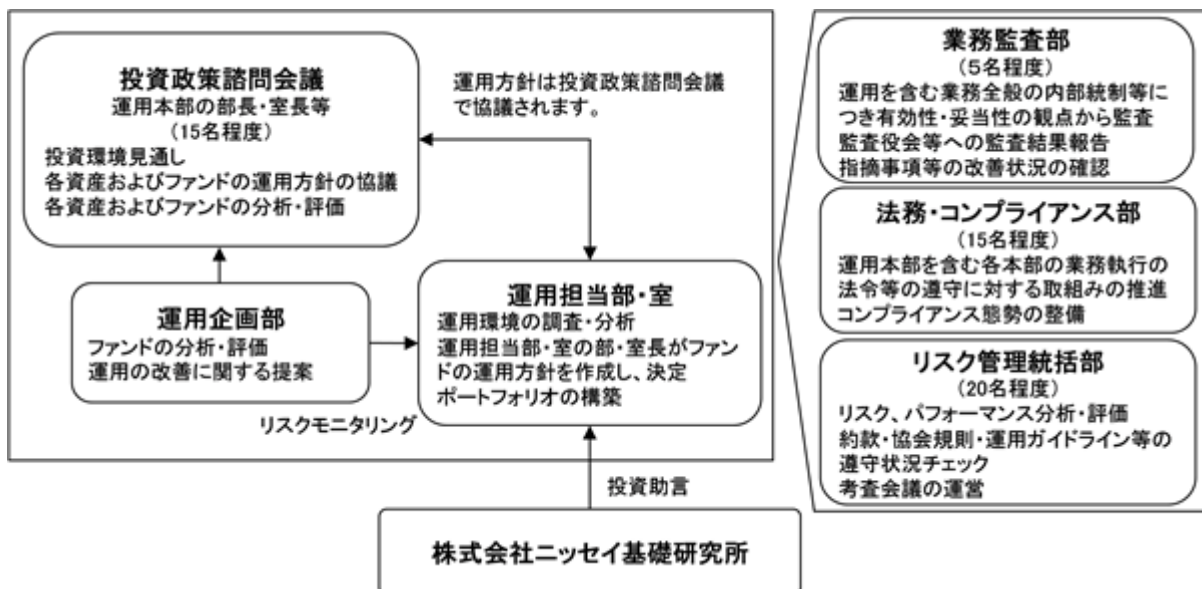 投資政策諮問会議
運用本部の部長・室長等
（15名程度）
投資環境見通し
各資産およびファンドの運用方針の協議
各資産およびファンドの分析・評価
運用方針は投資政策諮問会議
で協議されます。
運用企画部
ファンドの分析・評価
運用の改善に関する提案
リスクモニタリング
運用担当部・室
運用環境の調査・分析
運用担当部・室の部・室長がファン
ドの運用方針を作成し、決定
ポートフォリオの構築
投資助言
株式会社ニッセイ基礎研究所
業務監査部
（５名程度）
運用を含む業務全般の内部統制等に
つき有効性・妥当性の観点から監査
監査役会等への監査結果報告
指摘事項等の改善状況の確認
法務・コンプライアンス部
（15名程度）
運用本部を含む各本部の業務執行の
法令等の遵守に対する取組みの推進
コンプライアンス態勢の整備
リスク管理統括部
（20名程度）
リスク、パフォーマンス分析・評価
約款・協会規則・運用ガイドライン等の
遵守状況チェック
考査会議の運営